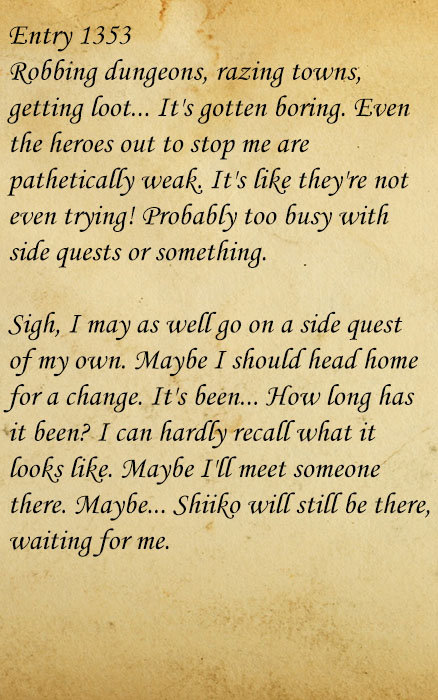 Entry 1353
Robbing dungeons, razing towns,
getting loot... It's gotten boring. Even
the heroes out to stop me are
pathetically weak. It's like they're not
even trying! Probably too busy with
side quests or something.
Sigh, I may as well go on a side quest
of my own. Maybe I should head home
for a change. It's been... How long has
it been? I can hardly recall what it
looks like. Maybe I'll meet someone
there. Maybe... Shiiko will still be there,
waiting for me.